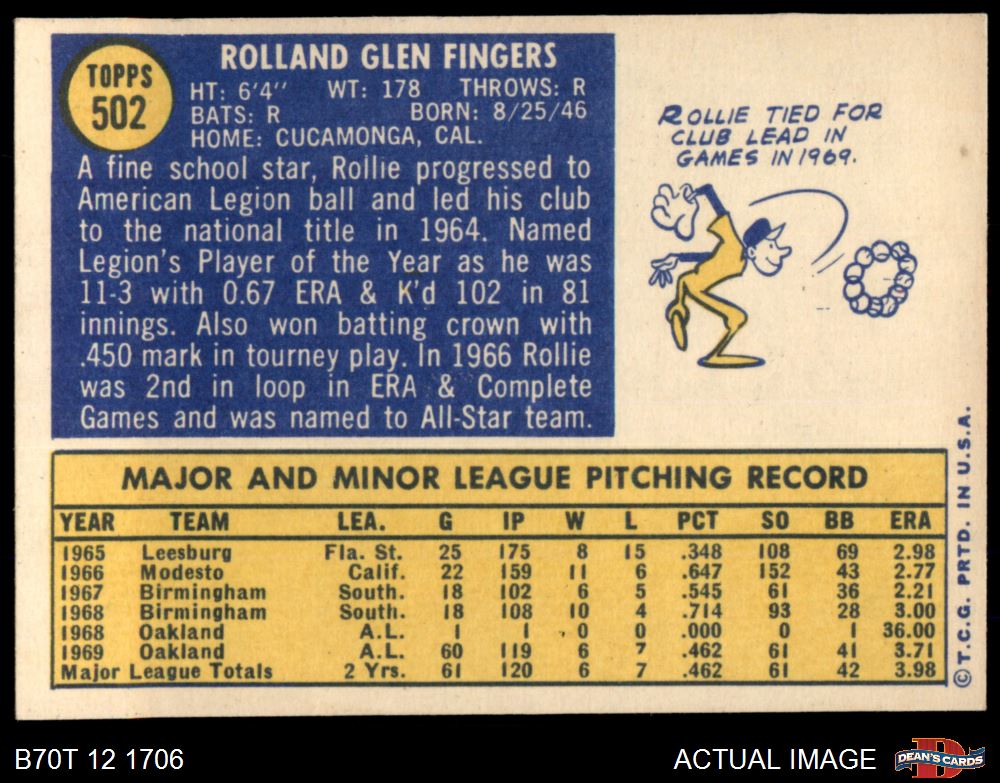 TOPPS
502
ROLLAND GLEN FINGERS
HT: 6'4" WT: 178 THROWS: R
BATS: R BORN: 8/25/46
HOME: CUCAMONGA, CAL.
A fine school star, Rollie progressed to
American Legion ball and led his club
to the national title in 1964. Named
Legion's Player of the Year as he was
11-3 with 0.67 ERA & K'd 102 in 81
innings. Also won batting crown with
.450 mark in tourney play. In 1966 Rollie
was 2nd in loop in ERA & Complete
Games and was named to All-Star team.
ROLLIE TIED FOR
CLUB LEAD IN
GAMES IN 1969.
MAJOR AND MINOR LEAGUE PITCHING RECORD
YEAR TEAM LEA. G IP W L PCT SO BB ERA
1965 Leesburg Fla. St. 25 175 8 15 .348 108 69 2.98
1966 Modesto Calif. 22 159 11 6 .647 152 43 2.77
1967 Birmingham South. 18 102 6 5 .545 61 36 2.21
1968 Birmingham South. 18 108 10 4 .714 93 28 3.00
1968 Oakland A.L. 1 1 0 0 .000 0 1 36.00
1969 Oakland A.L. 60 119 6 7 .462 61 41 3.71
Major League Totals 2 Yrs. 61 120 6 7 .462 61 42 3.98
©T.C.G. PRTD. IN U.S.A.
B70T 12 1706
ACTUAL IMAGE
D
DEAN'S CARDS